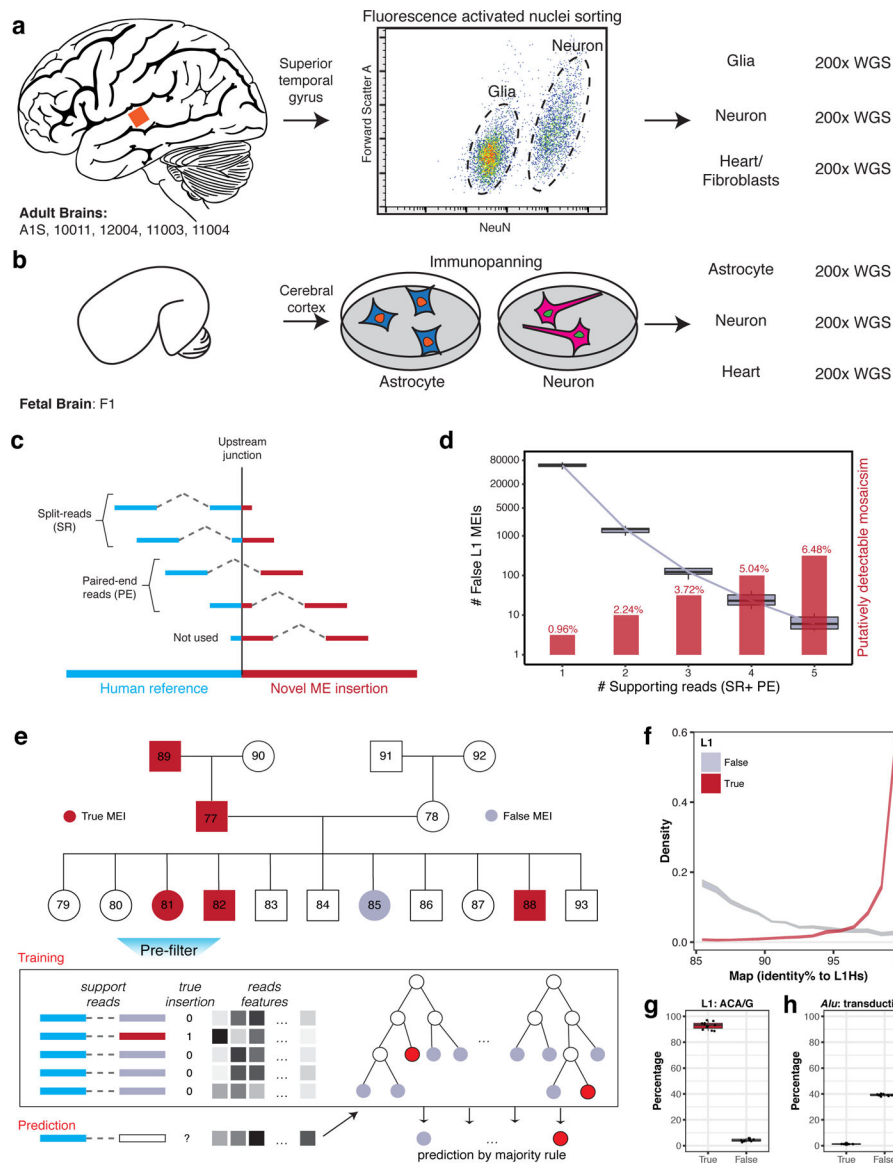 a
Fluorescence activated nuclei sorting
Superior
temporal
gyrus
Forward Scatter A
Glia
Neuron
NeuN
Glia 200x WGS
Neuron 200x WGS
Heart/
Fibroblasts 200x WGS
Adult Brains:
A1S, 10011, 12004, 11003, 11004
b
Cerebral
cortex
Immunopanning
Astrocyte
Neuron
Astrocyte 200x WGS
Neuron 200x WGS
Heart 200x WGS
Fetal Brain: F1
c
Upstream
junction
Split-reads
(SR)
Paired-end
reads (PE)
Not used
Human reference
Novel ME insertion
d
# False L1 MEIs
80000
20000
5000
1000
100
10
1
0.96%
2.24%
3.72%
5.04%
6.48%
1 2 3 4 5
# Supporting reads (SR+ PE)
Putatively detectable mosaicsim
e
89 90 91 92
77 78
True MEI
False MEI
79 80 81 82 83 84 85 86 87 88 93
Pre-filter
Training
support
reads
true
insertion
reads
features
0 ...
1 ...
0 ...
0 ...
0 ...
...
Prediction
? ...
...
prediction by majority rule
f
L1
False
True
Density
0.6
0.4
0.2
0.0
85 90 95
Map (identity% to L1Hs)
g
L1: ACA/G
Percentage
100
80
60
40
20
0
True False
h
Alu: transducti
Percentage
100
80
60
40
20
0
True False